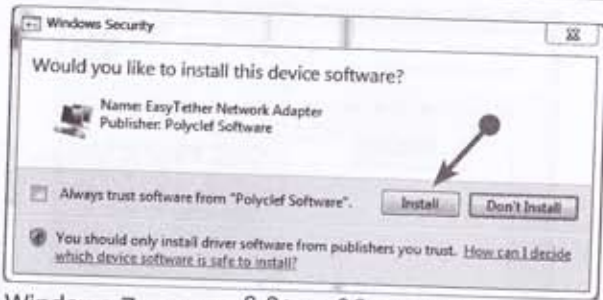 Windows Security
Would you like to install this device software?
Name: EasyTether Network Adapter
Publisher: Polyclef Software
Always trust software from "Polyclef Software".
Install
Don't Install
You should only install driver software from publishers you trust. How can I decide
which device software is safe to install?
Windows 7